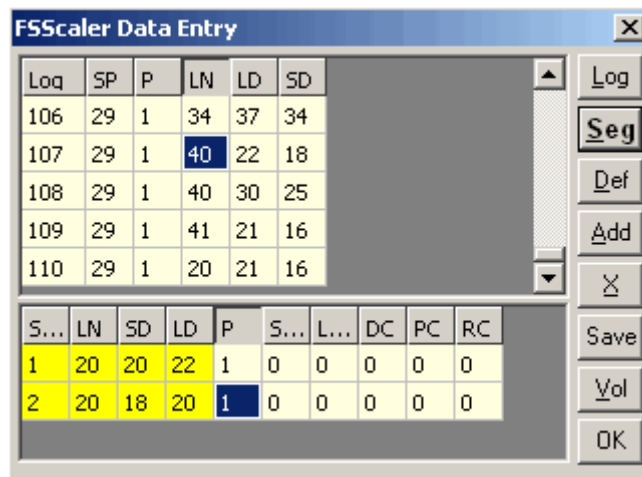 FSScaler Data Entry
Log SP P LN LD SD
106 29 1 34 37 34
107 29 1 40 22 18
108 29 1 40 30 25
109 29 1 41 21 16
110 29 1 20 21 16
S... LN SD LD P S... L... DC PC RC
1 20 20 22 1 0 0 0 0 0
2 20 18 20 1 0 0 0 0 0
Log
Seg
Def
Add
X
Save
Vol
OK